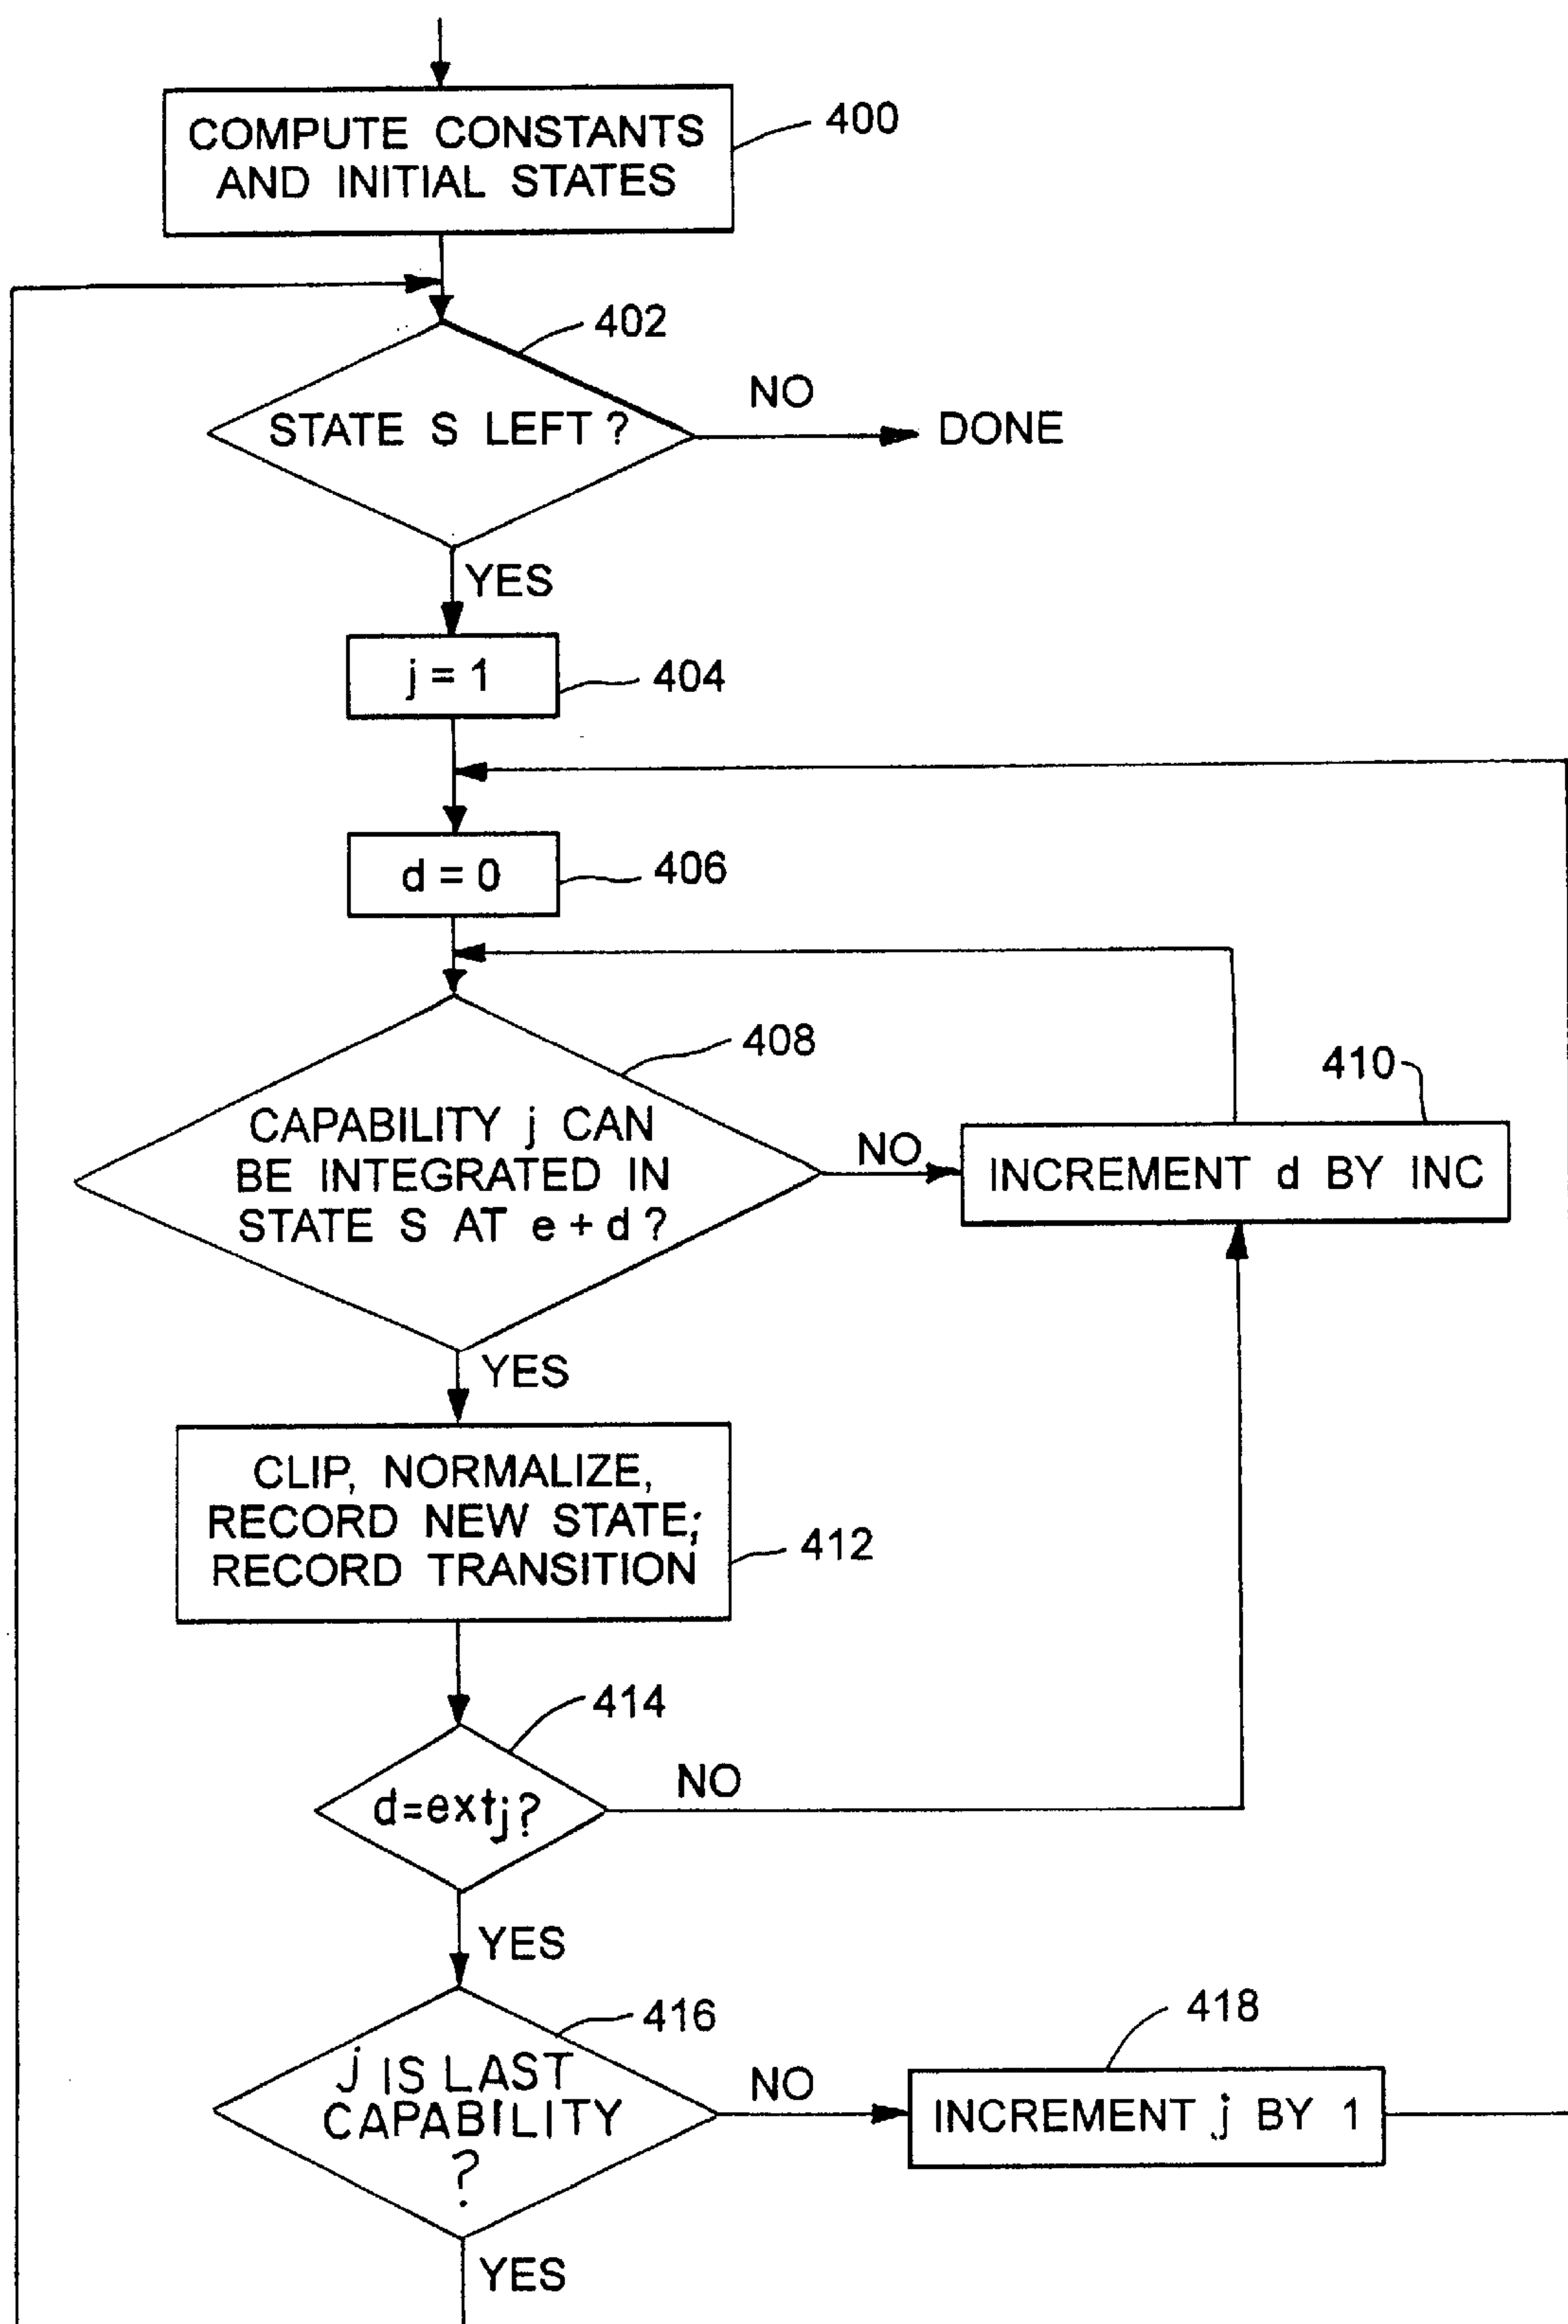 COMPUTE CONSTANTS
AND INITIAL STATES
400
402
STATE S LEFT ?
NO
DONE
YES
j = 1
404
d = 0
406
408
CAPABILITY j CAN
BE INTEGRATED IN
STATE S AT e + d ?
NO
410
INCREMENT d BY INC
YES
CLIP, NORMALIZE,
RECORD NEW STATE;
RECORD TRANSITION
412
414
d=extj?
NO
YES
416
j IS LAST
CAPABILITY
?
NO
418
INCREMENT j BY 1
YES